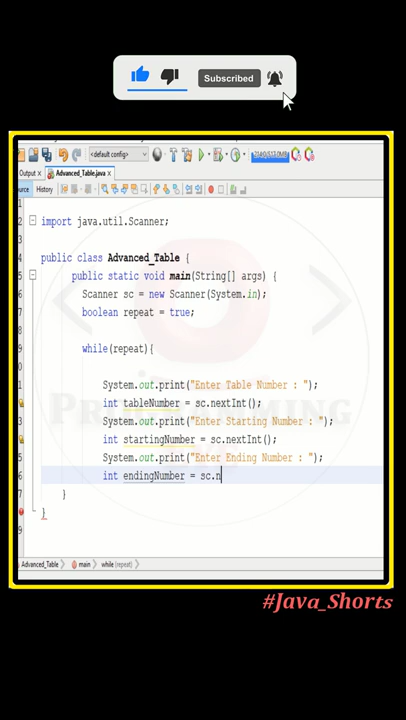 Subscribed
<default config>
Output × Advanced_Table.java ×
History
import java.util.Scanner;
public class Advanced_Table {
public static void main(String[] args) {
Scanner sc = new Scanner(System.in);
boolean repeat = true;
while(repeat){
System.out.print("Enter Table Number : ");
int tableNumber = sc.nextInt();
System.out.print("Enter Starting Number : ");
int startingNumber = sc.nextInt();
System.out.print("Enter Ending Number : ");
int endingNumber = sc.n
}
}
Advanced_Table × main × while (repeat) ×
#Java_Shorts